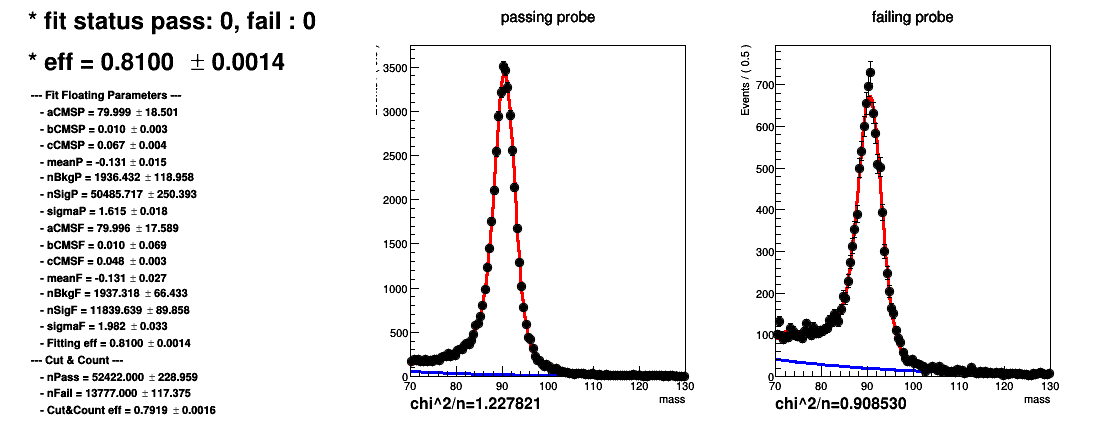 * fit status pass: 0, fail : 0
* eff = 0.8100 ± 0.0014
--- Fit Floating Parameters ---
- aCMSP = 79.999 ± 18.501
- bCMSP = 0.010 ± 0.003
- cCMSP = 0.067 ± 0.004
- meanP = -0.131 ± 0.015
- nBkgP = 1936.432 ± 118.958
- nSigP = 50485.717 ± 250.393
- sigmaP = 1.615 ± 0.018
- aCMSF = 79.996 ± 17.589
- bCMSF = 0.010 ± 0.069
- cCMSF = 0.048 ± 0.003
- meanF = -0.131 ± 0.027
- nBkgF = 1937.318 ± 66.433
- nSigF = 11839.639 ± 89.858
- sigmaF = 1.982 ± 0.033
- Fitting eff = 0.8100 ± 0.0014
--- Cut & Count ---
- nPass = 52422.000 ± 228.959
- nFail = 13777.000 ± 117.375
- Cut&Count eff = 0.7919 ± 0.0016
passing probe
3500
3000
2500
2000
1500
1000
500
0
70 80 90 100 110 120 130
mass
chi^2/n=1.227821
failing probe
Events / ( 0.5 )
700
600
500
400
300
200
100
0
70 80 90 100 110 120 130
mass
chi^2/n=0.908530